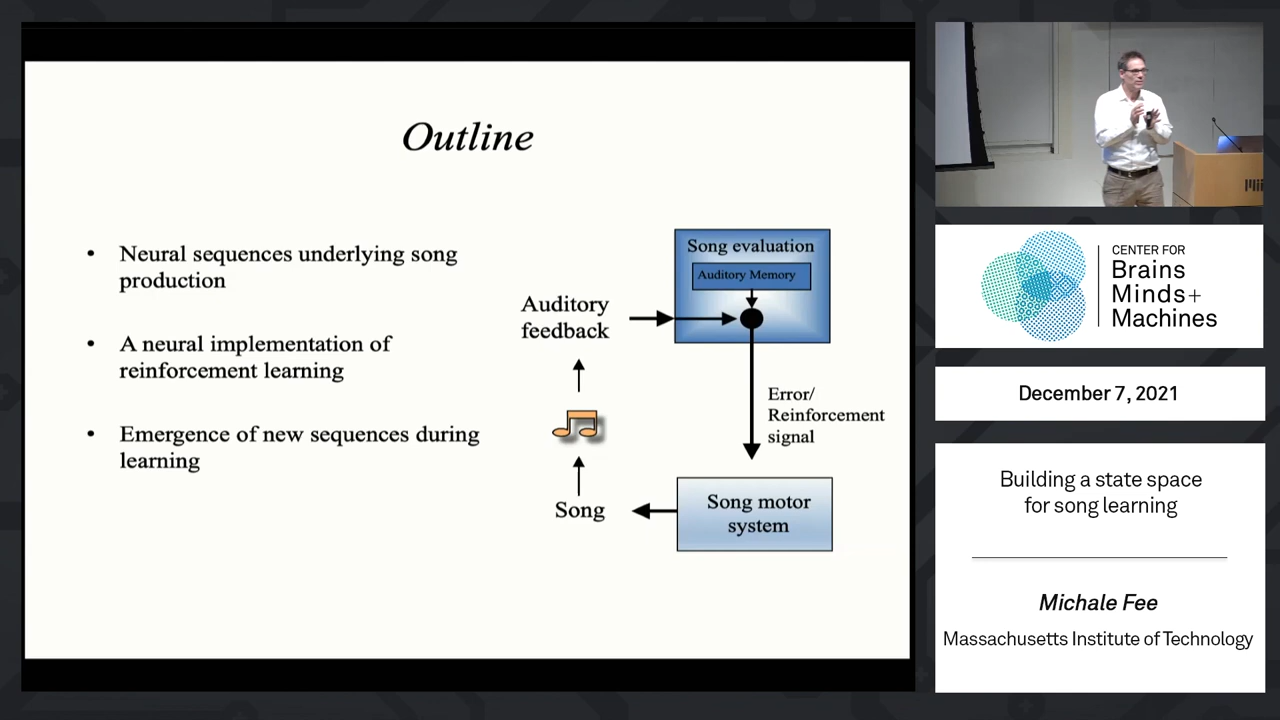 Outline
• Neural sequences underlying song
production
• A neural implementation of
reinforcement learning
• Emergence of new sequences during
learning
Song evaluation
Auditory Memory
Auditory
feedback
Error/
Reinforcement
signal
Song
Song motor
system
MiT
CENTER FOR
Brains
Minds+
Machines
December 7, 2021
Building a state space
for song learning
Michale Fee
Massachusetts Institute of Technology